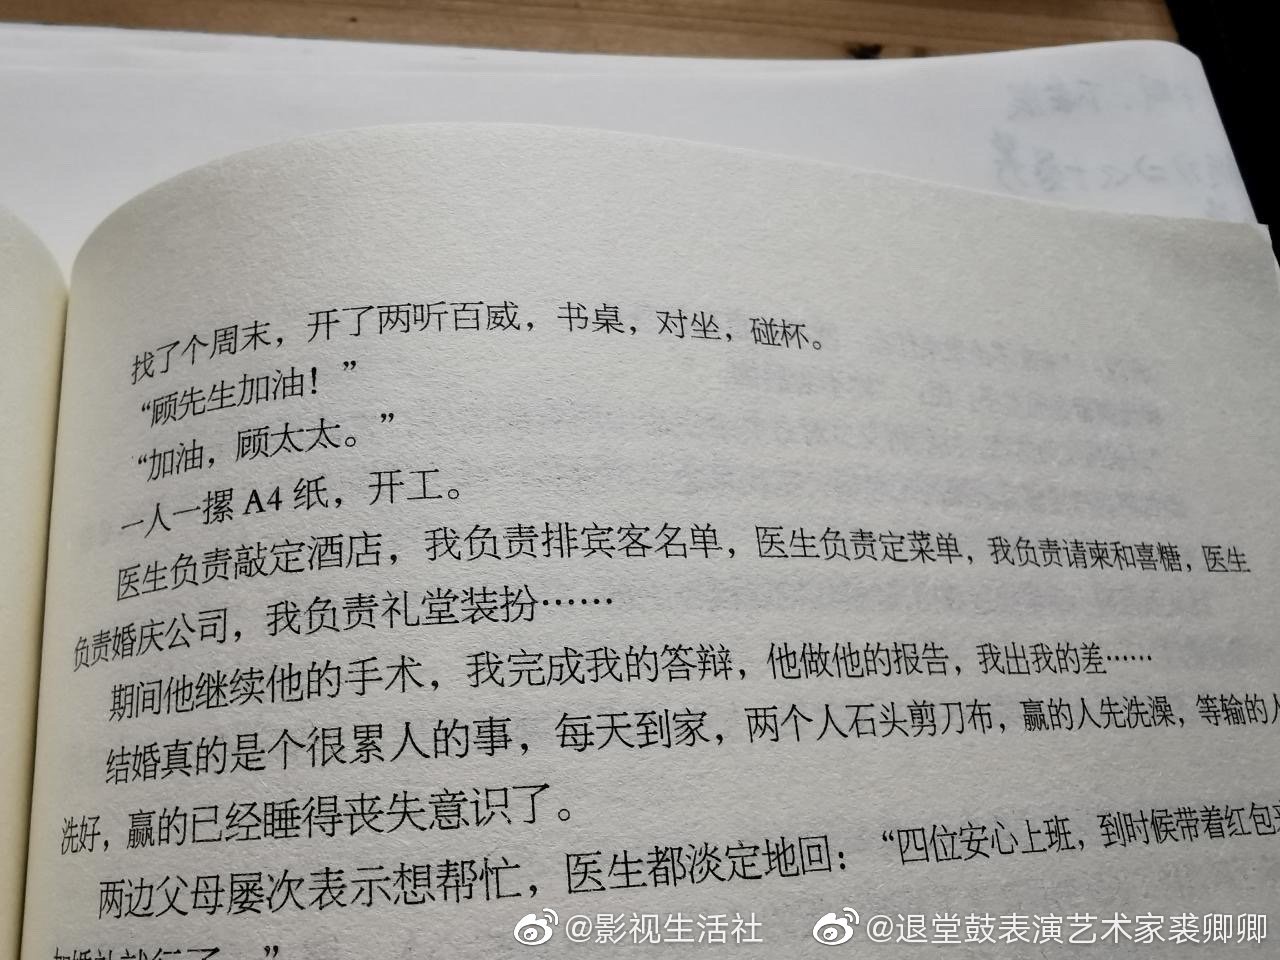 找了个周末，开了两听百威，书桌，对坐，碰杯。
“顾先生加油！”
“加油，顾太太。”
一人一摞 A4 纸，开工。
医生负责敲定酒店，我负责排宾客名单，医生负责定菜单，我负责请柬和喜糖，医生
负责婚庆公司，我负责礼堂装扮……
期间他继续他的手术，我完成我的答辩，他做他的报告，我出我的差……
结婚真的是个很累人的事，每天到家，两个人石头剪刀布，赢的人先洗澡，等输的人
洗好，赢的已经睡得丧失意识了。
两边父母屡次表示想帮忙，医生都淡定地回：“四位安心上班，到时候带着红包
就行了。”
@影视生活社
@退堂鼓表演艺术家裘卿卿